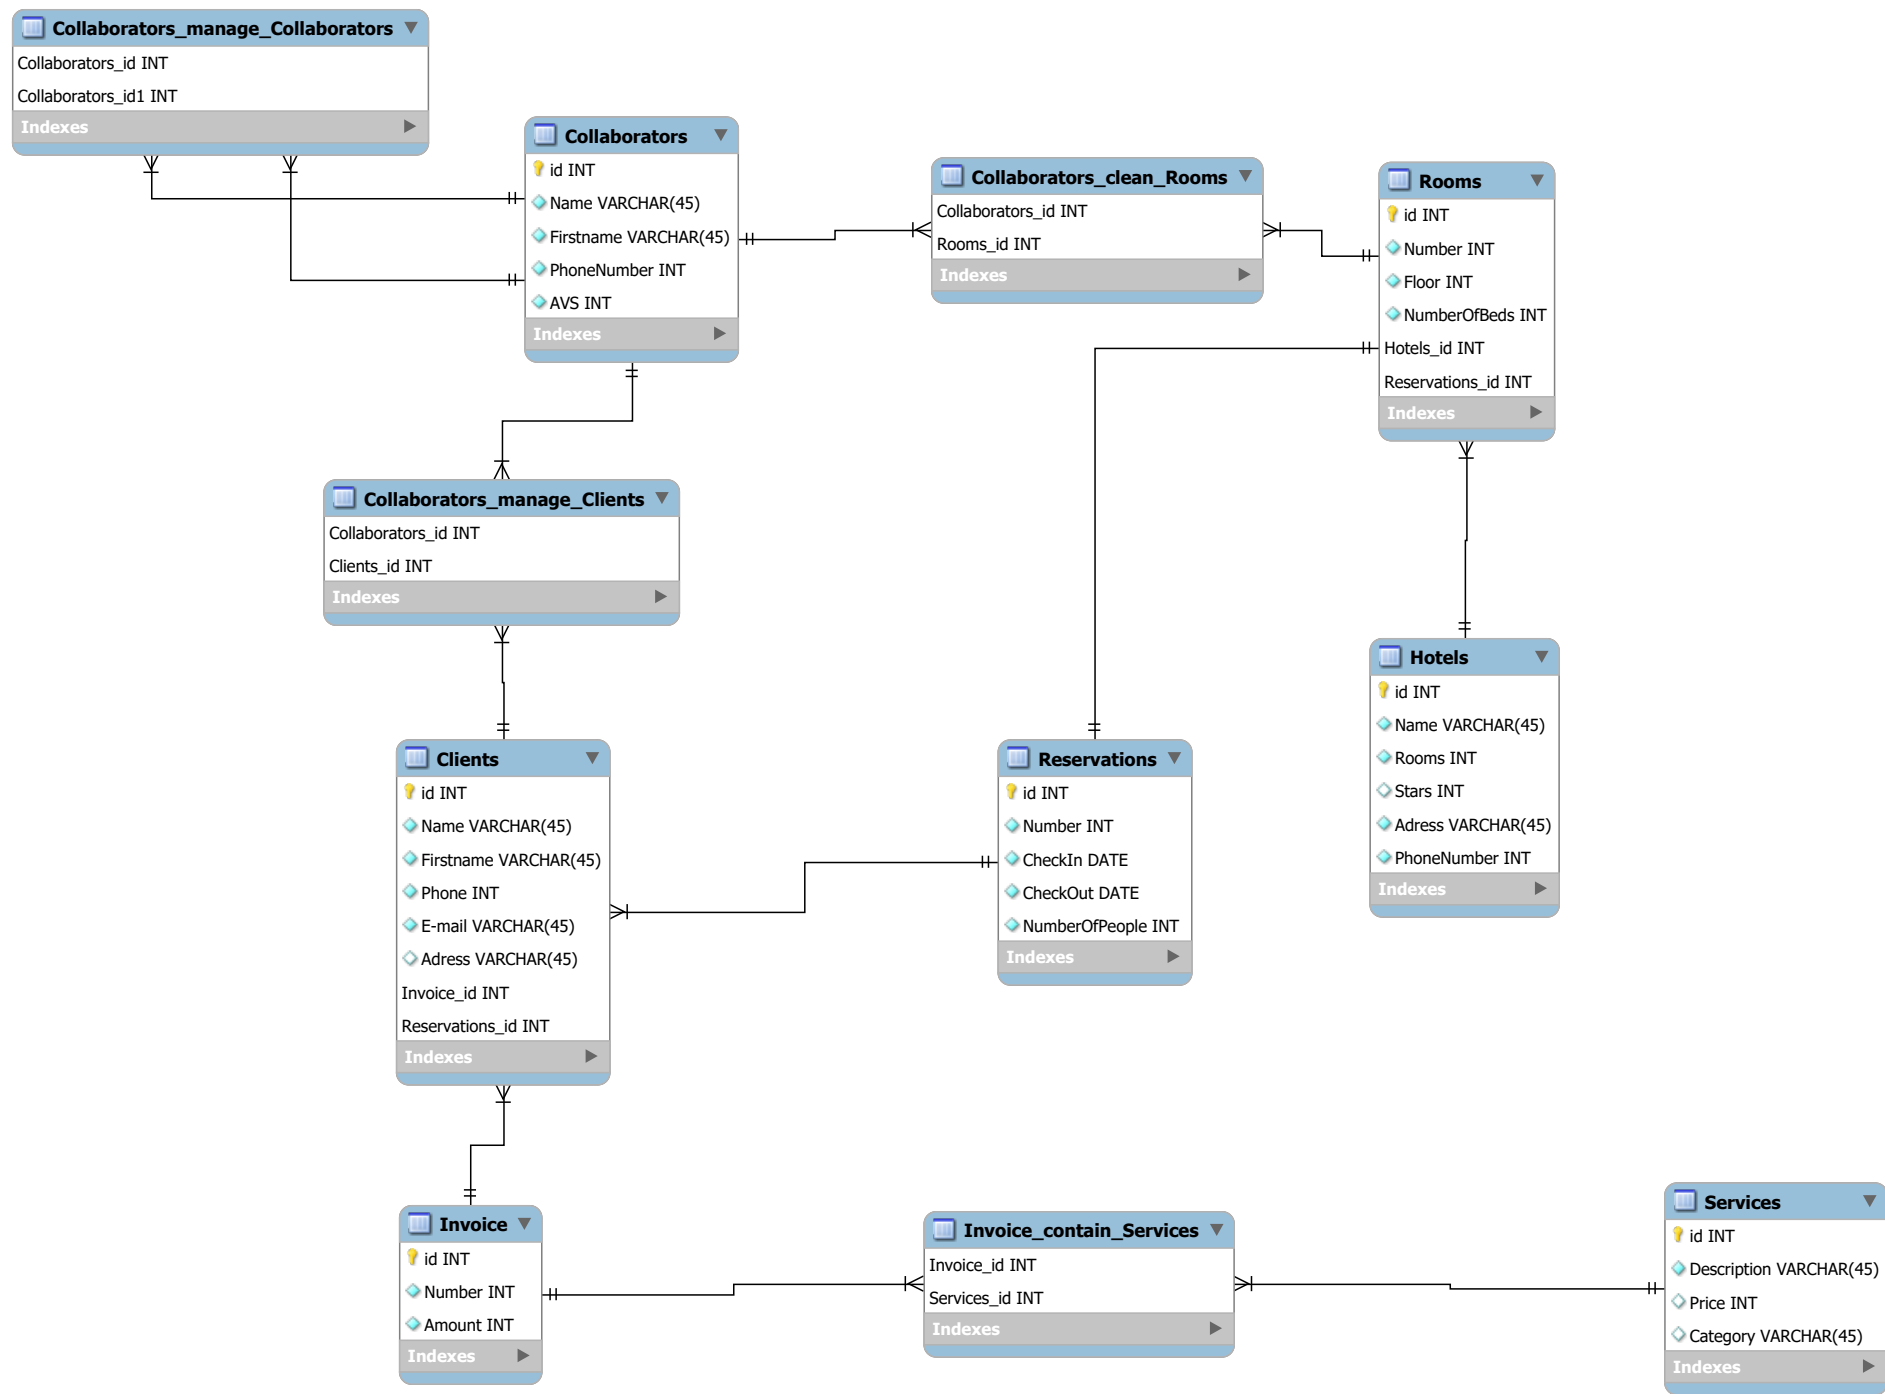 Collaborators_manage_Collaborators
Collaborators_id INT
Collaborators_id1 INT
Indexes
Collaborators
id INT
Name VARCHAR(45)
Firstname VARCHAR(45)
PhoneNumber INT
AVS INT
Indexes
Collaborators_clean_Rooms
Collaborators_id INT
Rooms_id INT
Indexes
Rooms
id INT
Number INT
Floor INT
NumberOfBeds INT
Hotels_id INT
Reservations_id INT
Indexes
Collaborators_manage_Clients
Collaborators_id INT
Clients_id INT
Indexes
Hotels
id INT
Name VARCHAR(45)
Rooms INT
Stars INT
Adress VARCHAR(45)
PhoneNumber INT
Indexes
Clients
id INT
Name VARCHAR(45)
Firstname VARCHAR(45)
Phone INT
E-mail VARCHAR(45)
Adress VARCHAR(45)
Invoice_id INT
Reservations_id INT
Indexes
Reservations
id INT
Number INT
CheckIn DATE
CheckOut DATE
NumberOfPeople INT
Indexes
Invoice
id INT
Number INT
Amount INT
Indexes
Invoice_contain_Services
Invoice_id INT
Services_id INT
Indexes
Services
id INT
Description VARCHAR(45)
Price INT
Category VARCHAR(45)
Indexes